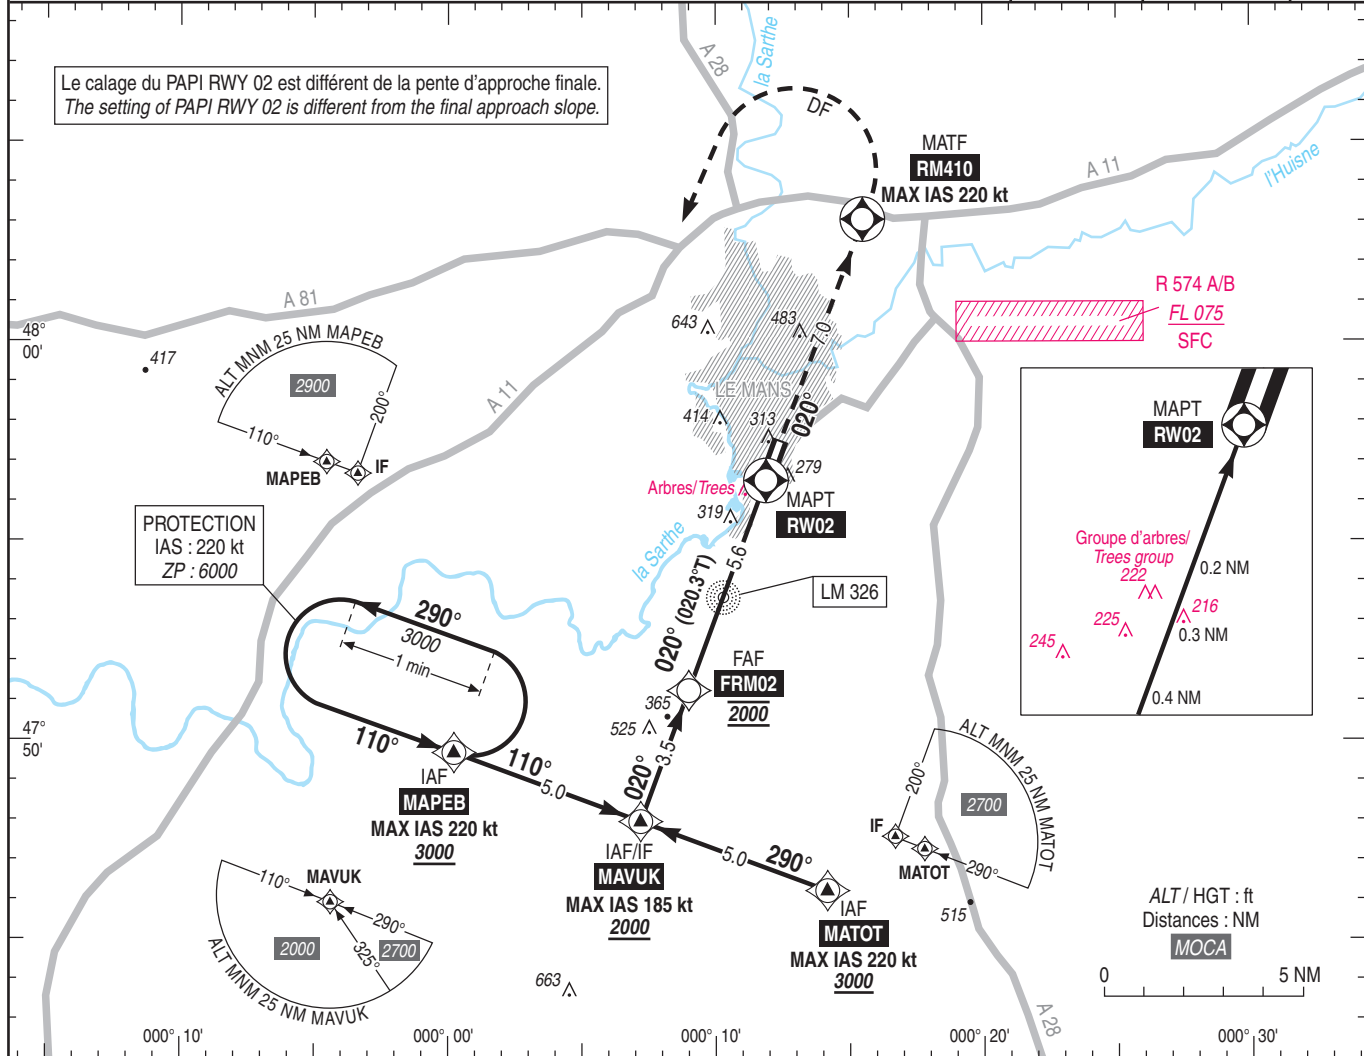 Le calage du PAPI RWY 02 est différent de la pente d'approche finale.
The setting of PAPI RWY 02 is different from the final approach slope.
A 28
la Sarthe
DF
MATF
RM410
MAX IAS 220 kt
A 11
l'Huisne
A 81
R 574 A/B
FL 075
SFC
48°
00'
417
ALT MNM 25 NM MAPEB
2900
110°
200°
MAPEB
IF
A 11
643
483
7.0
LE MANS
414
313
020°
279
Arbres/Trees
319
MAPT
RW02
MAPT
RW02
Groupe d'arbres/
Trees group
222
216
225
245
0.2 NM
0.3 NM
0.4 NM
PROTECTION
IAS : 220 kt
ZP : 6000
la Sarthe
5.6
020° (020.3°T)
LM 326
290°
3000
1 min
110°
FAF
FRM02
2000
365
525
3.5
020°
47°
50'
IAF
MAPEB
MAX IAS 220 kt
3000
110°
5.0
IAF/IF
MAVUK
MAX IAS 185 kt
2000
5.0
290°
IAF
MATOT
MAX IAS 220 kt
3000
ALT MNM 25 NM MATOT
200°
2700
IF
MATOT
290°
515
MAVUK
110°
290°
325°
2000
2700
ALT MNM 25 NM MAVUK
663
ALT / HGT : ft
Distances : NM
MOCA
0
5 NM
A 28
000° 10'
000° 00'
000° 10'
000° 20'
000° 30'